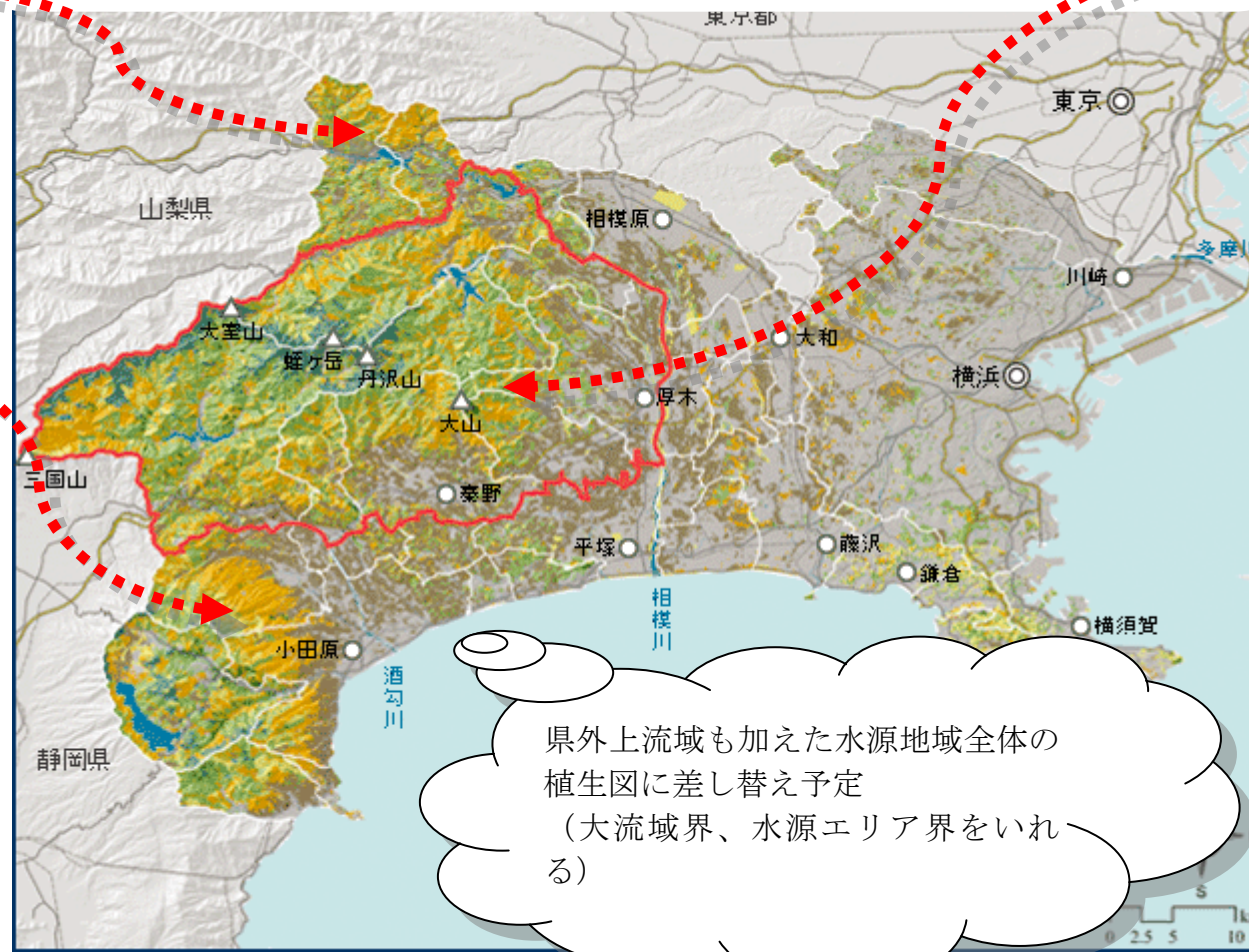 東京都
東京
山梨県
相模原
多摩川
川崎
大室山
蛭ヶ岳
丹沢山
大和
横浜
厚木
大山
三国山
秦野
平塚
藤沢
鎌倉
相模川
横須賀
小田原
酒匂川
静岡県
県外上流域も加えた水源地域全体の
植生図に差し替え予定
（大流域界、水源エリア界をいれ
る）
S
0 2.5 5 10